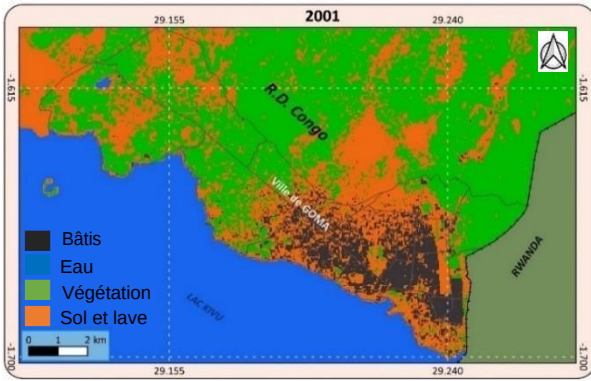 2001
29.155
29.240
-1.615
-1.615
R.D. Congo
Ville de GOMA
RWANDA
LAC KIVU
Bâtis
Eau
Végétation
Sol et lave
0 1 2 km
-1.700
-1.700
29.155
29.240